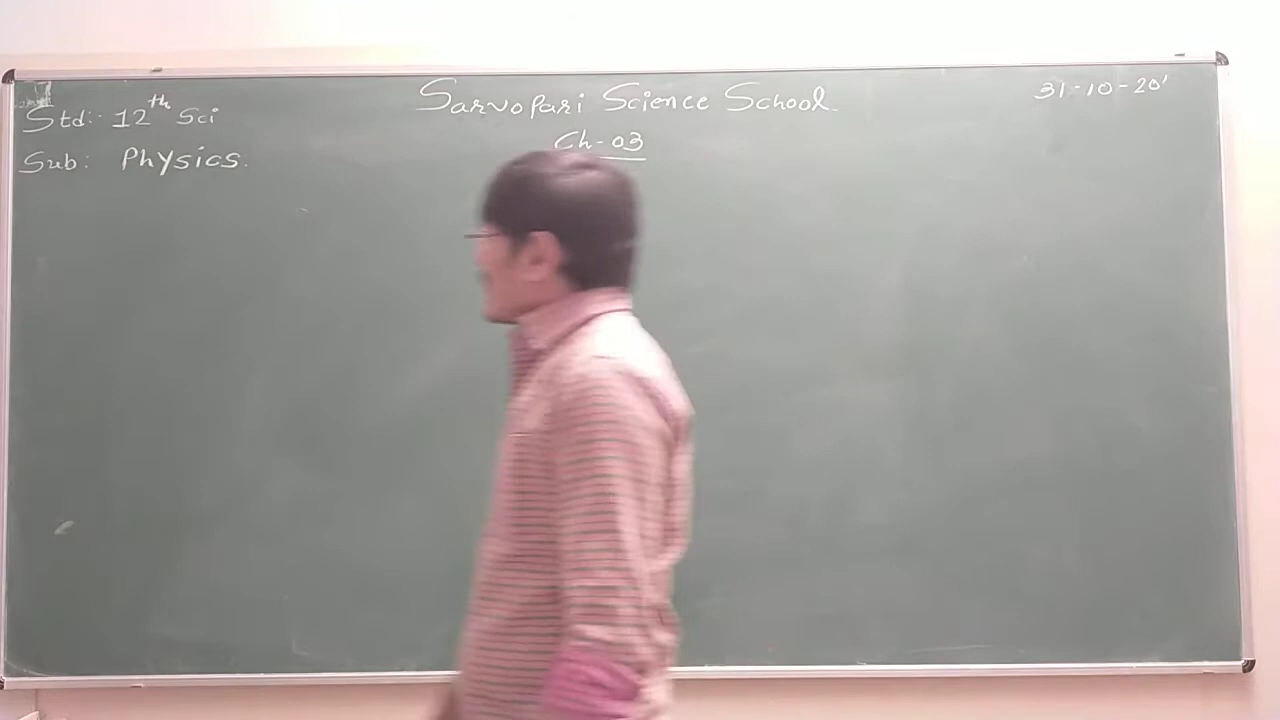 Sarvopari Science School.
31-10-20'
Std:- 12th Sci
Ch-03
Sub: Physics.